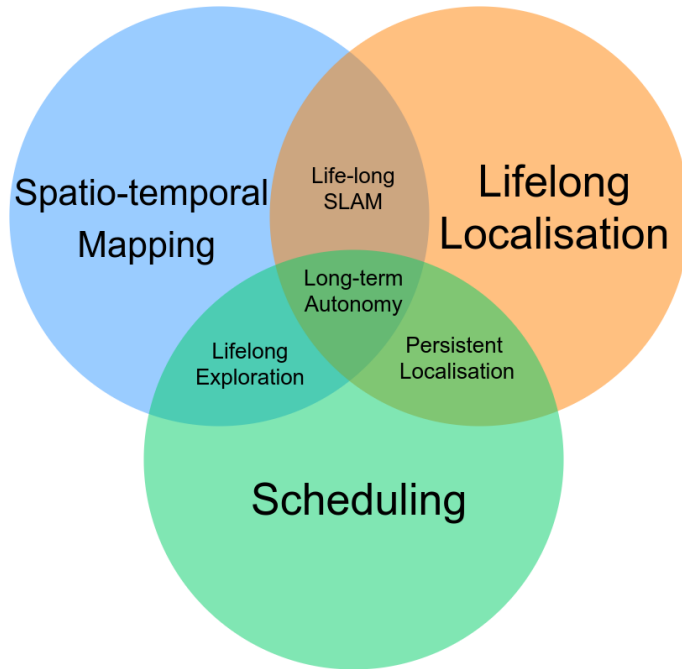 Spatio-temporal
Mapping
Life-long
SLAM
Lifelong
Localisation
Long-term
Autonomy
Lifelong
Exploration
Persistent
Localisation
Scheduling